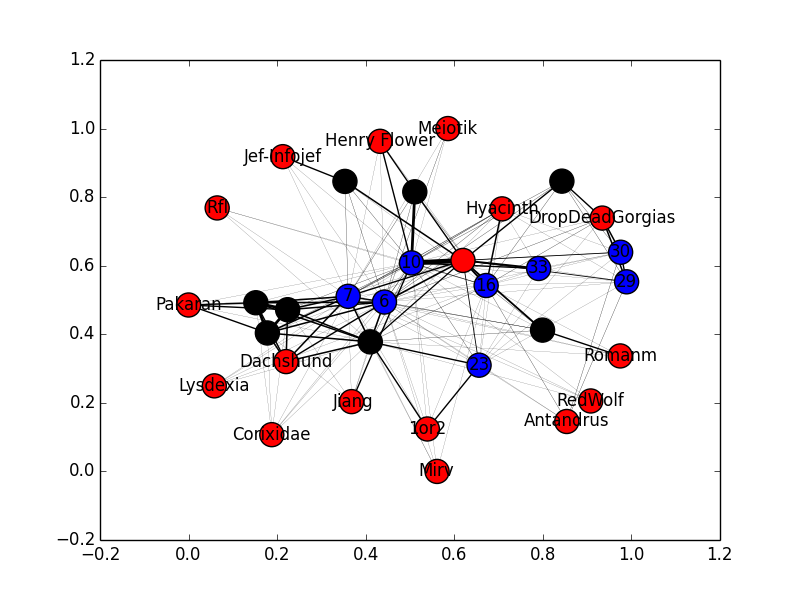 1.2
1.0
0.8
0.6
0.4
0.2
0.0
−0.2
−0.2
0.0
0.2
0.4
0.6
0.8
1.0
1.2
Meiotik
Henry Flower
Jef-Infojef
Rfl
Hyacinth
DropDeadGorgias
30
10
33
29
16
7
6
Pakaran
Dachshund
23
Romanm
Lysdexia
Jiang
RedWolf
Antandrus
1or2
Corixidae
Mirv